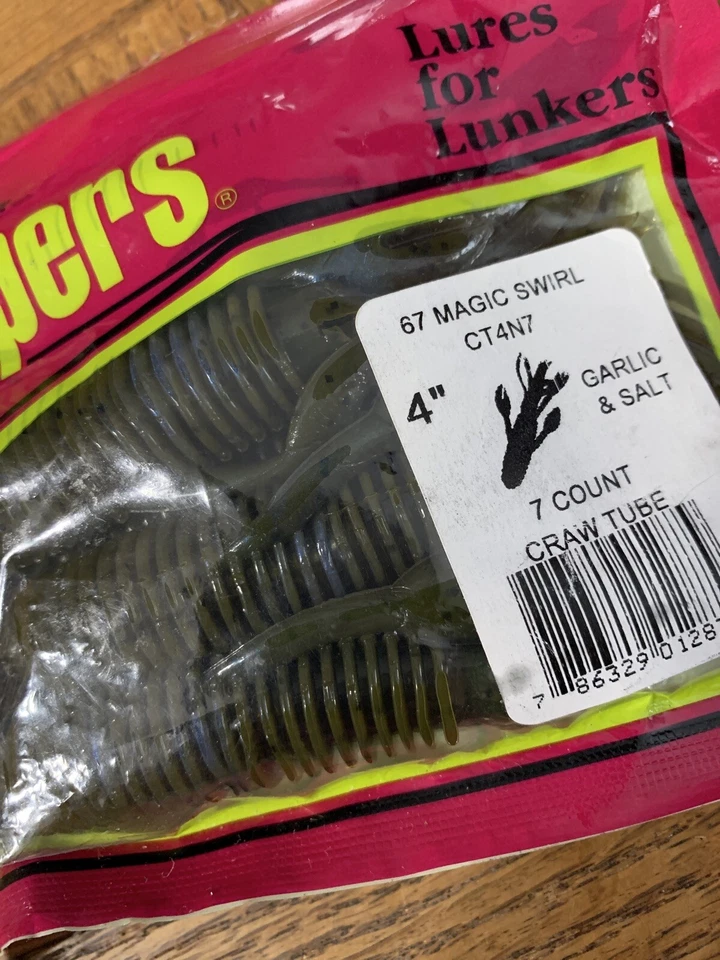 Lures
for
Lunkers
pers®
67 MAGIC SWIRL
CT4N7
4"
GARLIC
& SALT
7 COUNT
CRAW TUBE
7 86329 0128